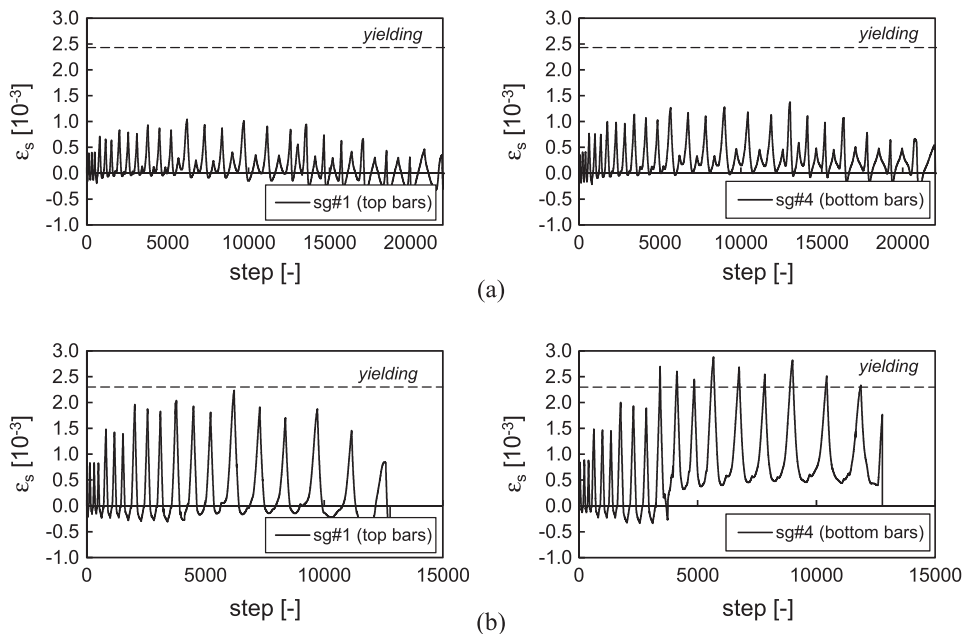 3.0
2.5
2.0
1.5
1.0
0.5
0.0
-0.5
-1.0
εs [10-3]
yielding
sg#1 (top bars)
0 5000 10000 15000 20000
step [-]
3.0
2.5
2.0
1.5
1.0
0.5
0.0
-0.5
-1.0
εs [10-3]
yielding
sg#4 (bottom bars)
0 5000 10000 15000 20000
step [-]
(a)
3.0
2.5
2.0
1.5
1.0
0.5
0.0
-0.5
-1.0
εs [10-3]
yielding
sg#1 (top bars)
0 5000 10000 15000
step [-]
3.0
2.5
2.0
1.5
1.0
0.5
0.0
-0.5
-1.0
εs [10-3]
yielding
sg#4 (bottom bars)
0 5000 10000 15000
step [-]
(b)